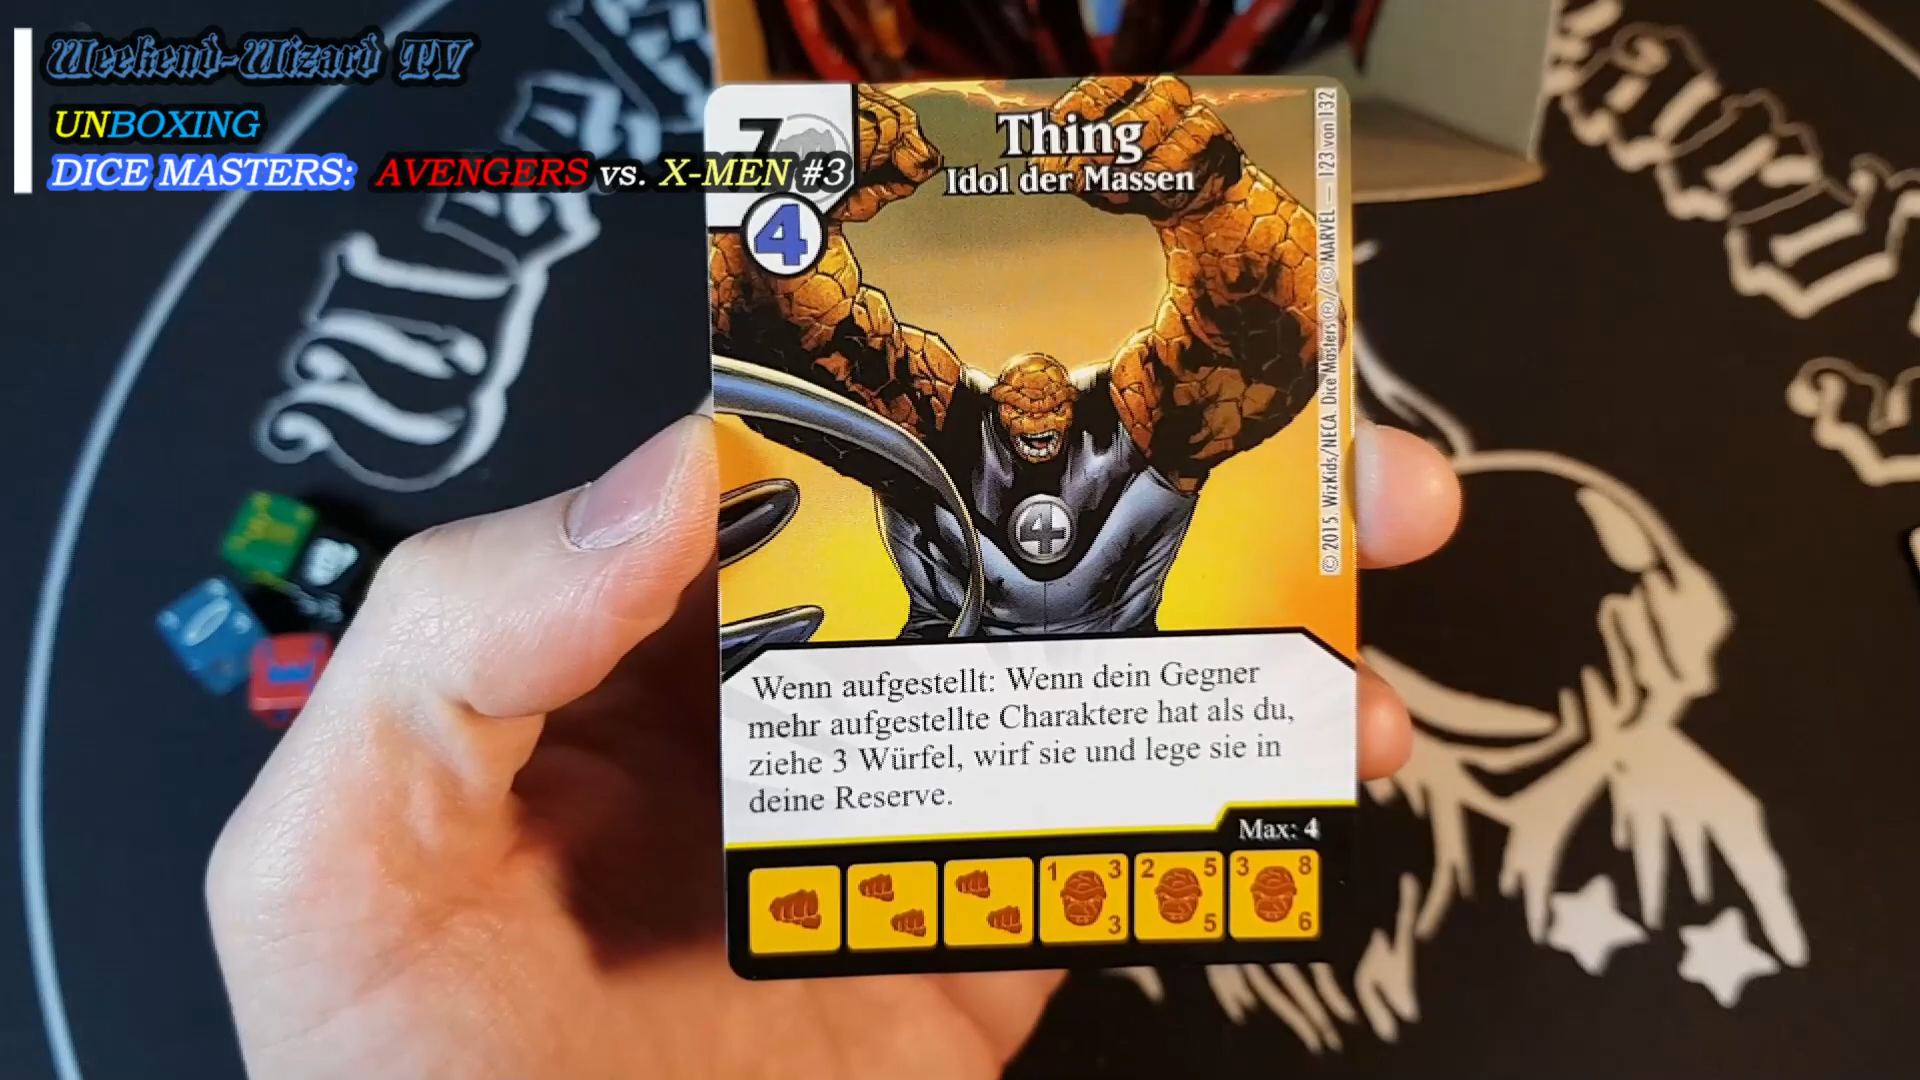 Weekend-Wizard TV
UNBOXING
DICE MASTERS: AVENGERS vs. X-MEN #3
7
4
Thing
Idol der Massen
© 2015 WizKids/NECA. Dice Masters®/© MARVEL — 123 von 132
4
Wenn aufgestellt: Wenn dein Gegner
mehr aufgestellte Charaktere hat als du,
ziehe 3 Würfel, wirf sie und lege sie in
deine Reserve.
Max: 4
1 3 2 5 3 8
3 5 6